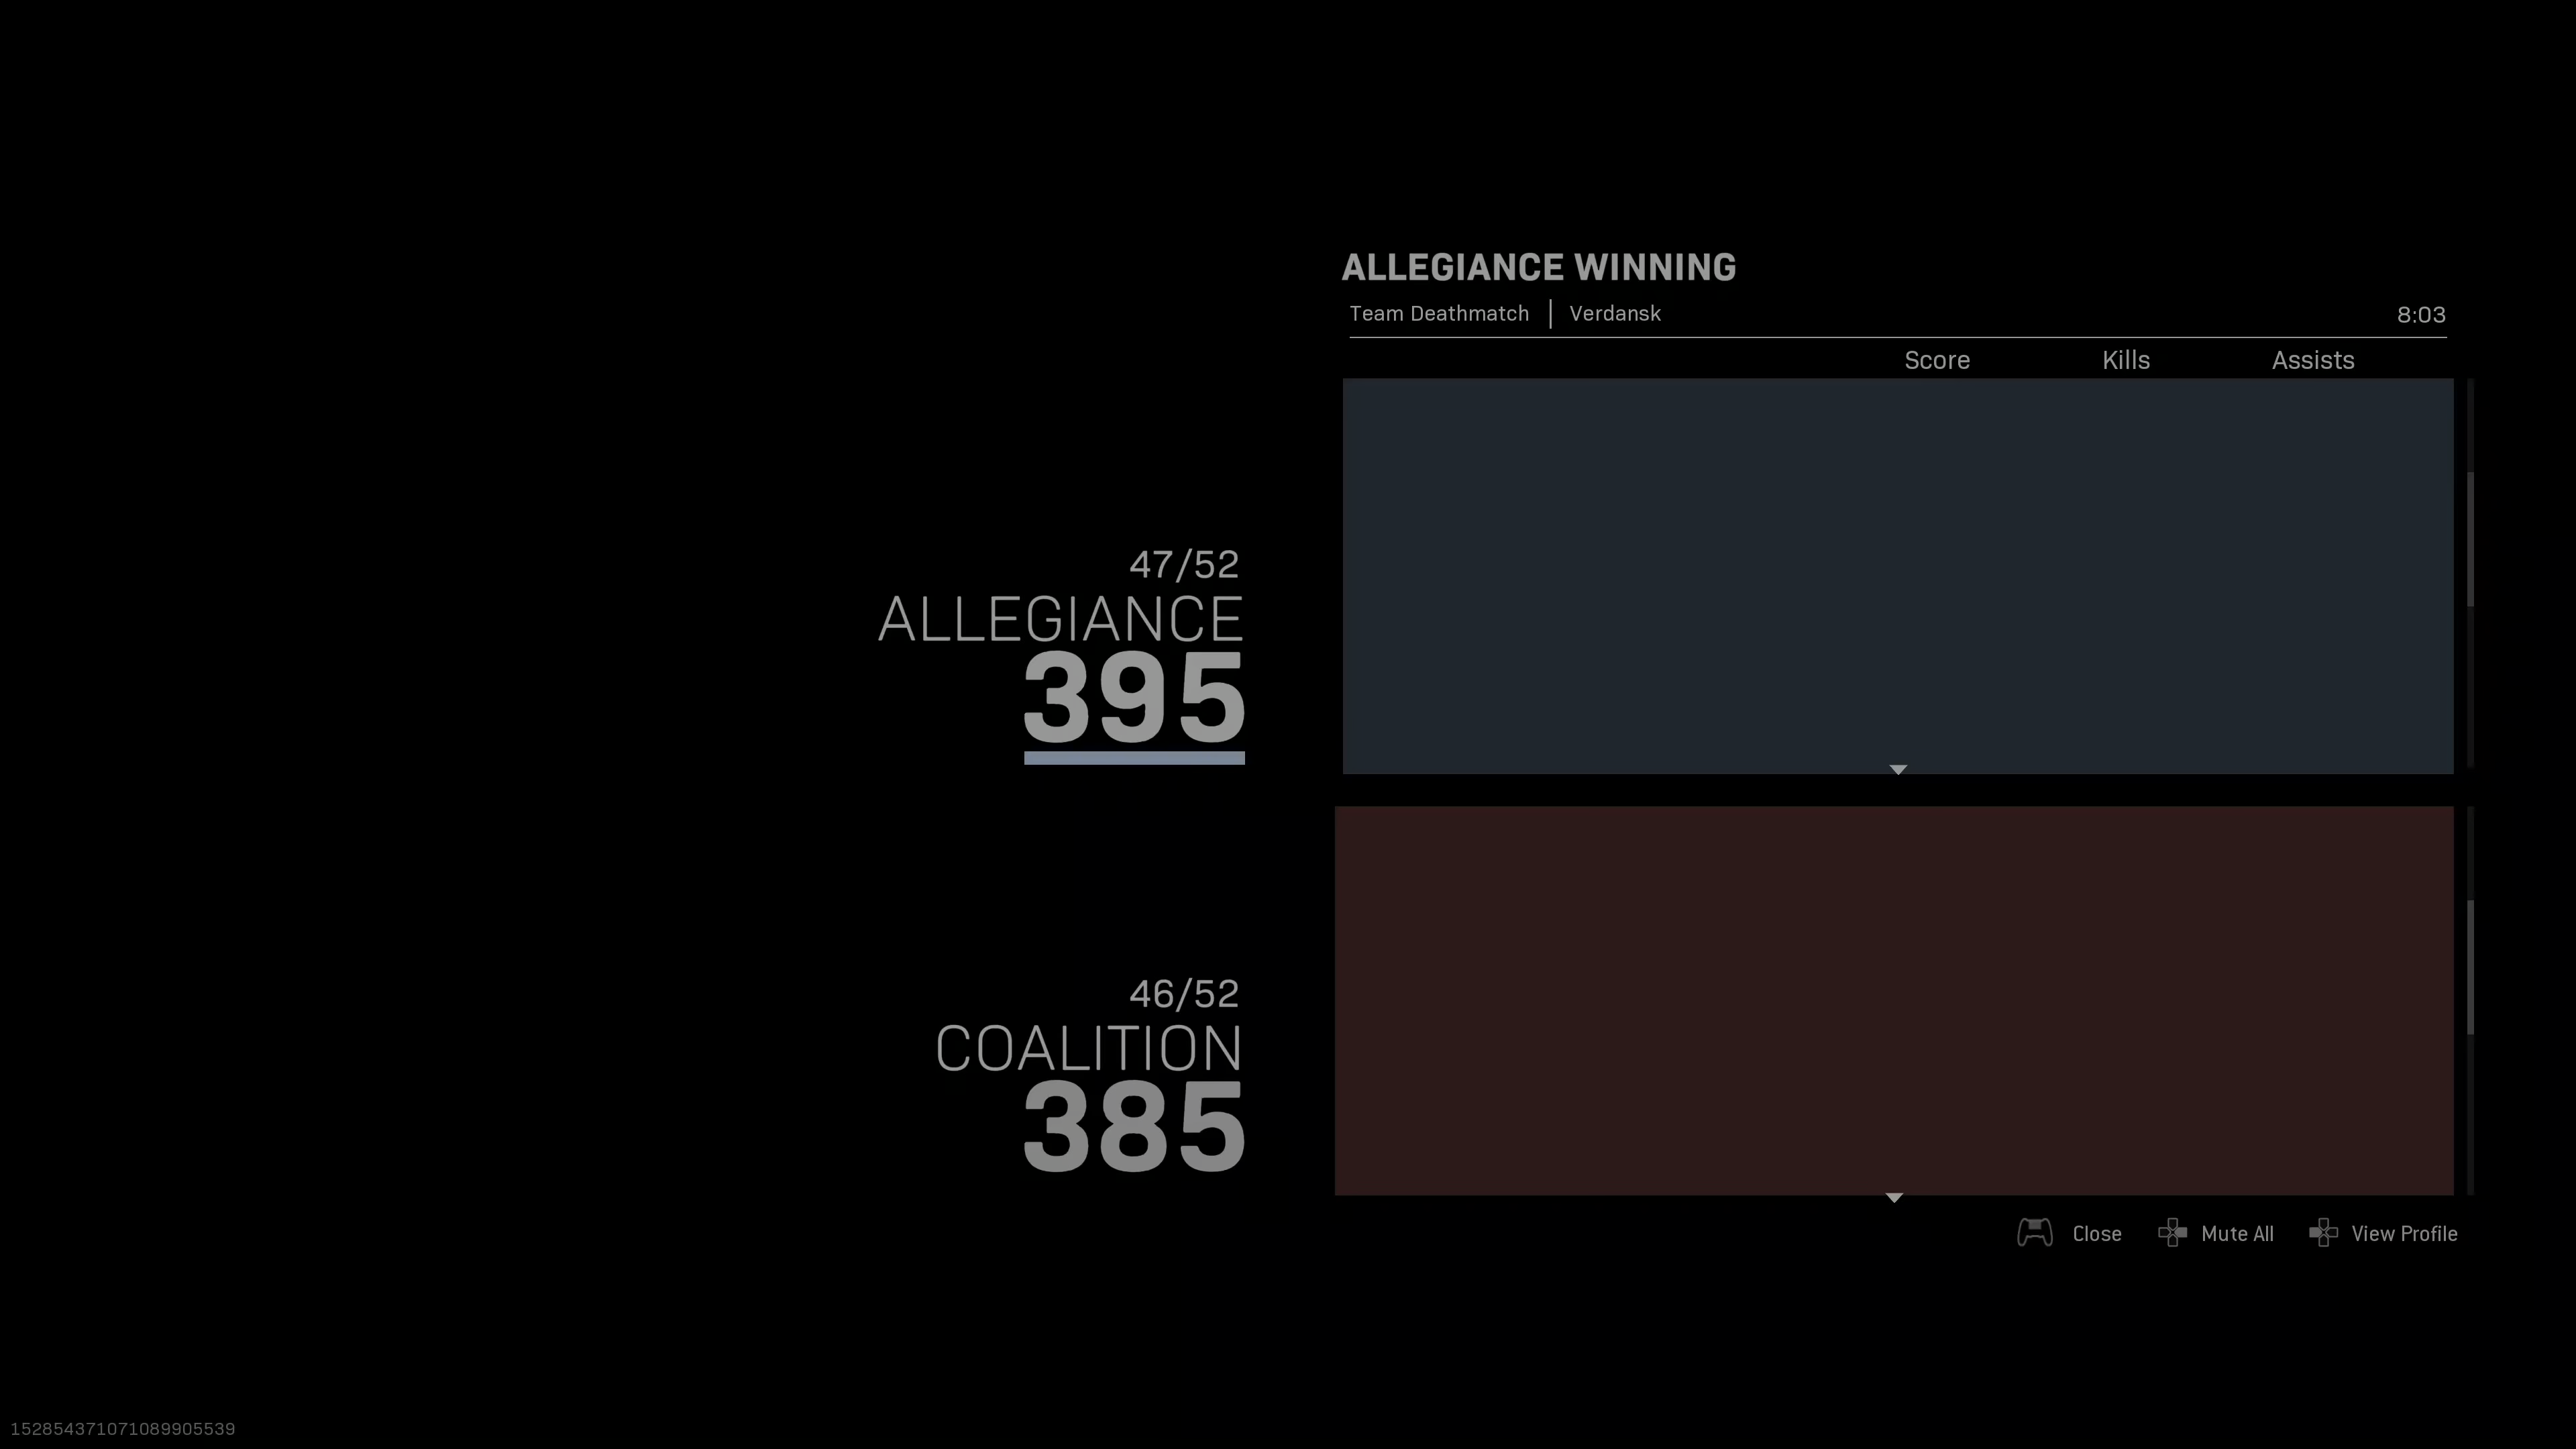 ALLEGIANCE WINNING
Team Deathmatch | Verdansk 8:03
Score Kills Assists
47/52
ALLEGIANCE
395
46/52
COALITION
385
Close Mute All View Profile
152854371071089905539